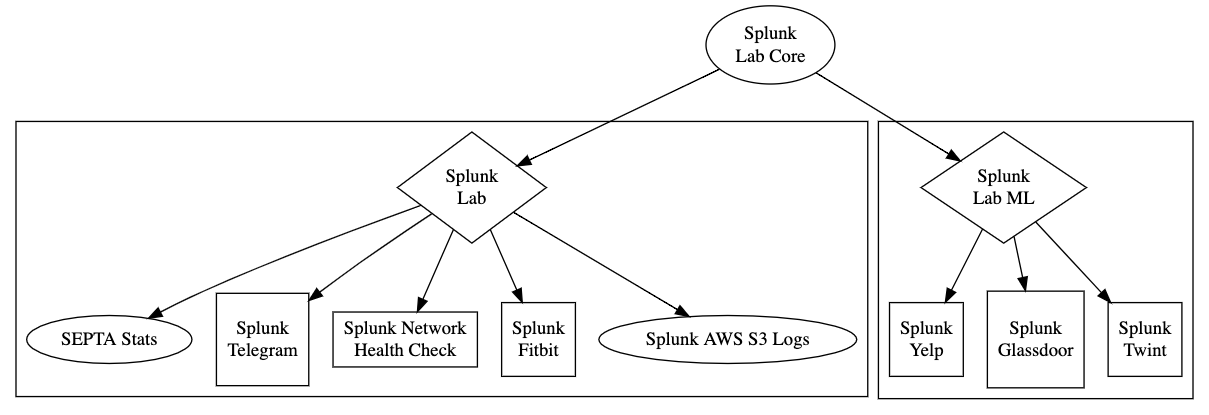 Splunk
Lab Core
Splunk
Lab
Splunk
Lab ML
SEPTA Stats
Splunk
Telegram
Splunk Network
Health Check
Splunk
Fitbit
Splunk AWS S3 Logs
Splunk
Yelp
Splunk
Glassdoor
Splunk
Twint